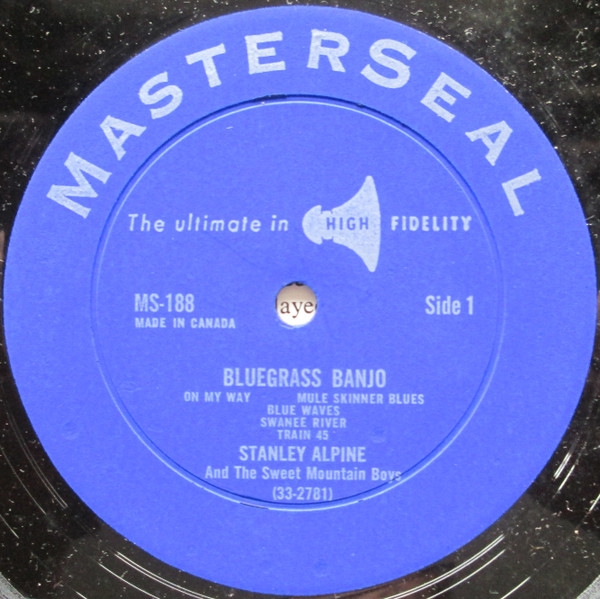 MASTERSEAL
The ultimate in HIGH FIDELITY
MS-188 Side 1
MADE IN CANADA
aye
BLUEGRASS BANJO
ON MY WAY MULE SKINNER BLUES
BLUE WAVES
SWANEE RIVER
TRAIN 45
STANLEY ALPINE
And The Sweet Mountain Boys
(33-2781)